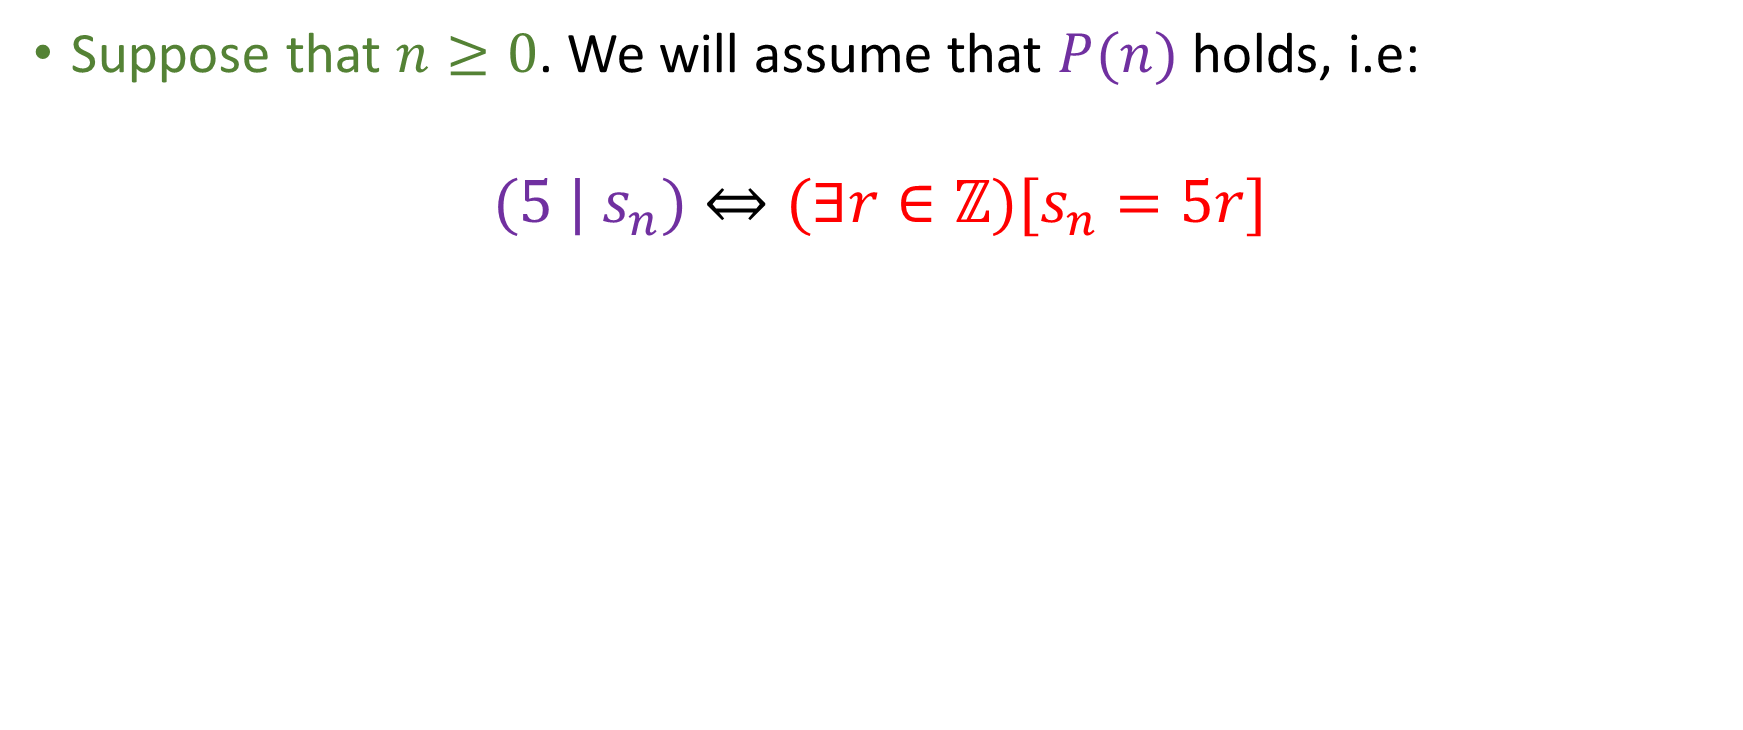 • Suppose that 𝑛 ≥ 0. We will assume that 𝑃(𝑛) holds, i.e:
(5 | 𝑠ₙ) ⇔ (∃𝑟 ∈ ℤ)[𝑠ₙ = 5𝑟]